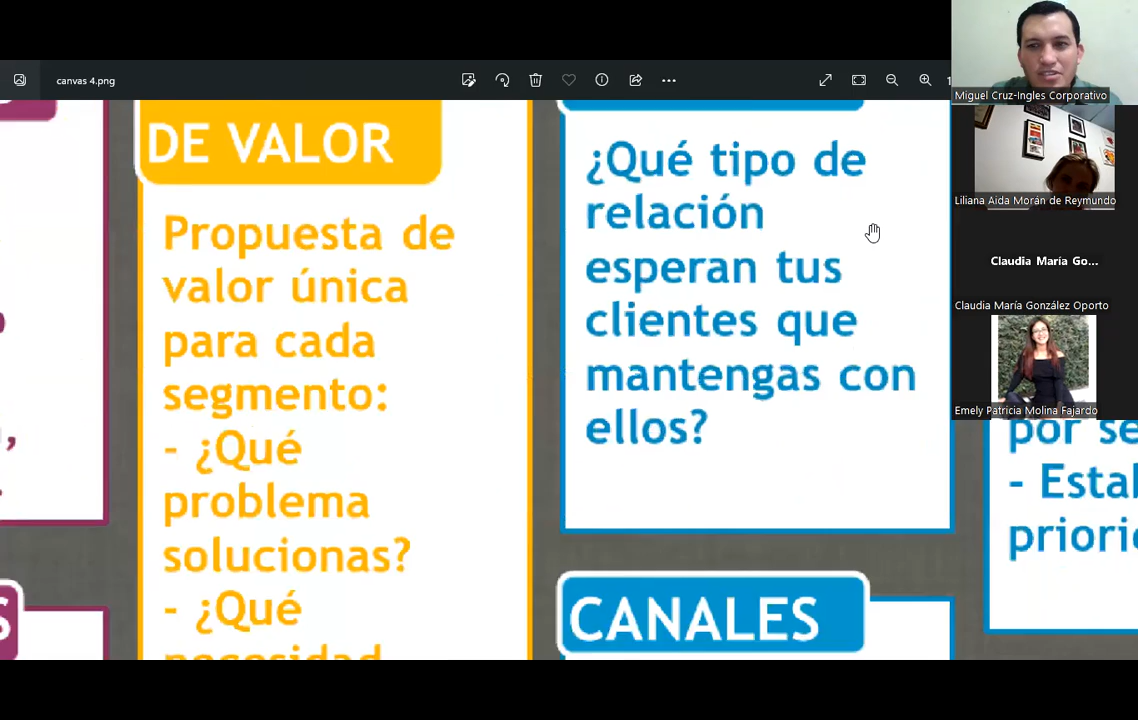 canvas 4.png
1
DE VALOR
Propuesta de
valor única
para cada
segmento:
- ¿Qué
problema
solucionas?
- ¿Qué
necesidad
¿Qué tipo de
relación
esperan tus
clientes que
mantengas con
ellos?
CANALES
por se
- Estal
priori
S
Miguel Cruz-Ingles Corporativo
Liliana Aida Morán de Reymundo
Claudia María Go...
Claudia María González Oporto
Emely Patricia Molina Fajardo